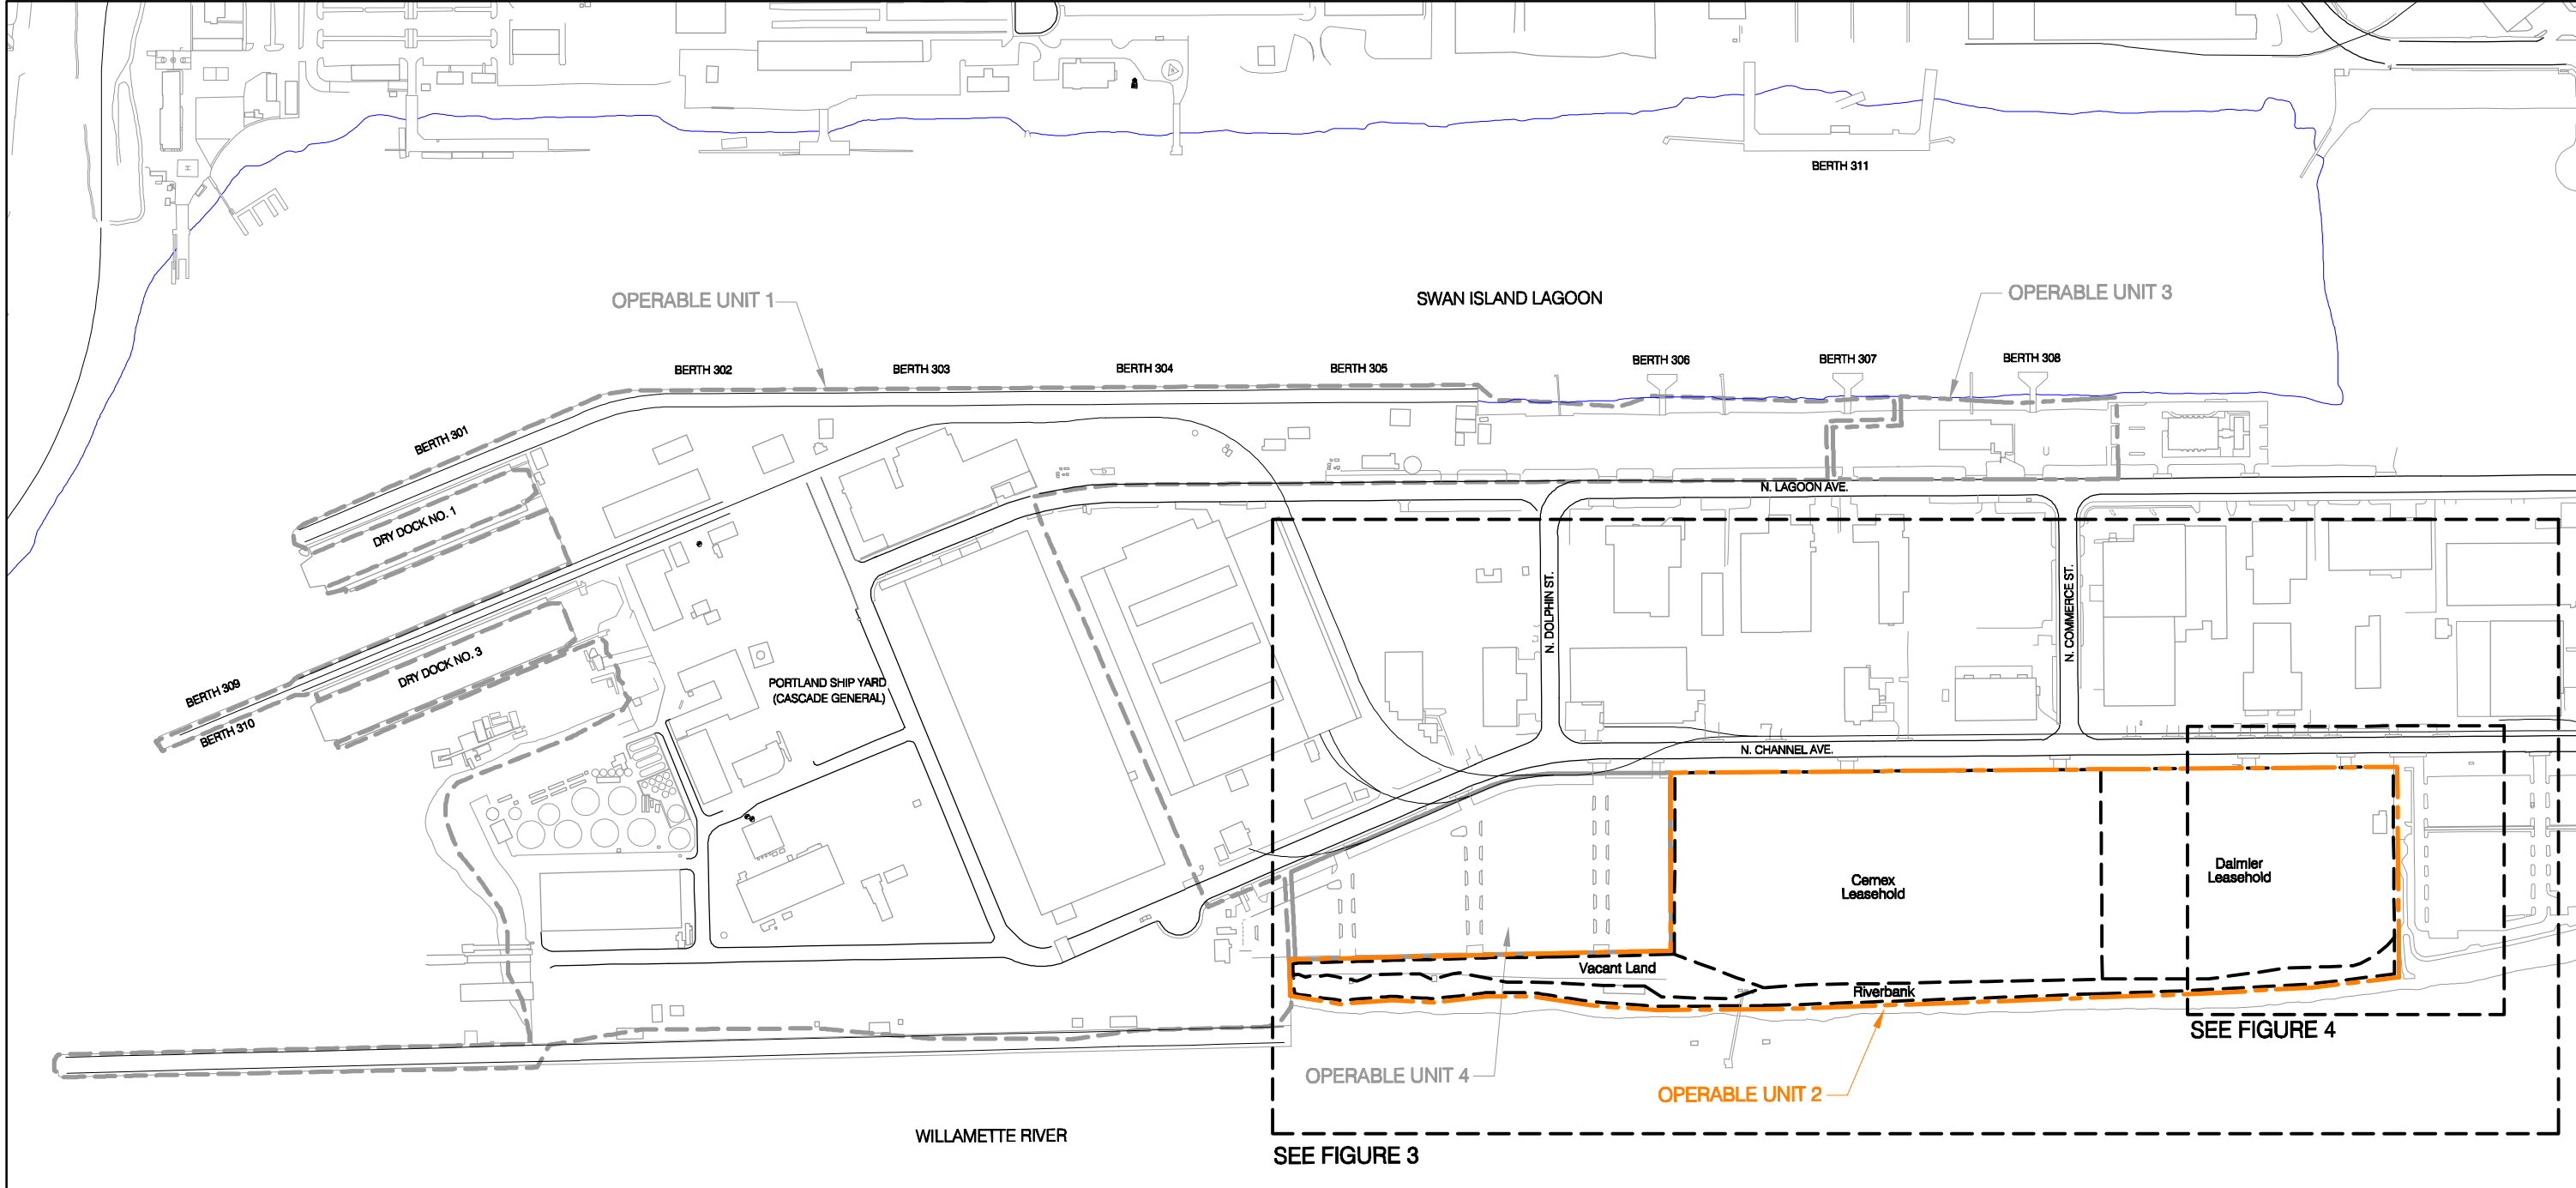 BERTH 311
OPERABLE UNIT 1
SWAN ISLAND LAGOON
OPERABLE UNIT 3
BERTH 302
BERTH 303
BERTH 304
BERTH 305
BERTH 306
BERTH 307
BERTH 308
BERTH 301
DRY DOCK NO. 1
N. LAGOON AVE.
N. DOLPHIN ST.
N. COMMERCE ST.
DRY DOCK NO. 3
BERTH 309
BERTH 310
PORTLAND SHIP YARD
(CASCADE GENERAL)
N. CHANNEL AVE.
Cemex
Leasehold
Daimler
Leasehold
Vacant Land
Riverbank
SEE FIGURE 4
OPERABLE UNIT 4
OPERABLE UNIT 2
WILLAMETTE RIVER
SEE FIGURE 3